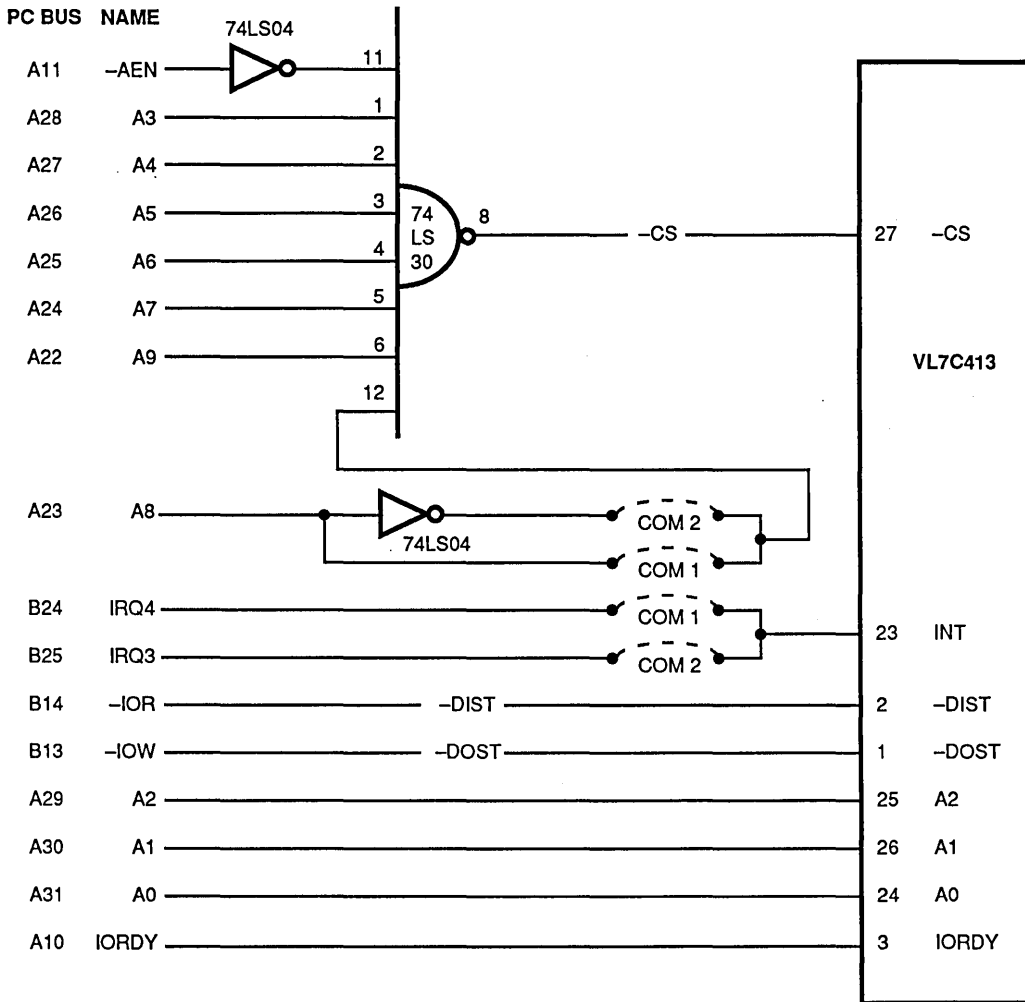 PC BUS NAME
74LS04
A11 –AEN 11
A28 A3 1
A27 A4 2
A26 A5 3 74 8
A25 A6 4 LS –CS 27 –CS
30
A24 A7 5
A22 A9 6
VL7C413
12
A23 A8 COM 2
74LS04
COM 1
B24 IRQ4 COM 1
23 INT
B25 IRQ3 COM 2
B14 –IOR –DIST 2 –DIST
B13 –IOW –DOST 1 –DOST
A29 A2 25 A2
A30 A1 26 A1
A31 A0 24 A0
A10 IORDY 3 IORDY